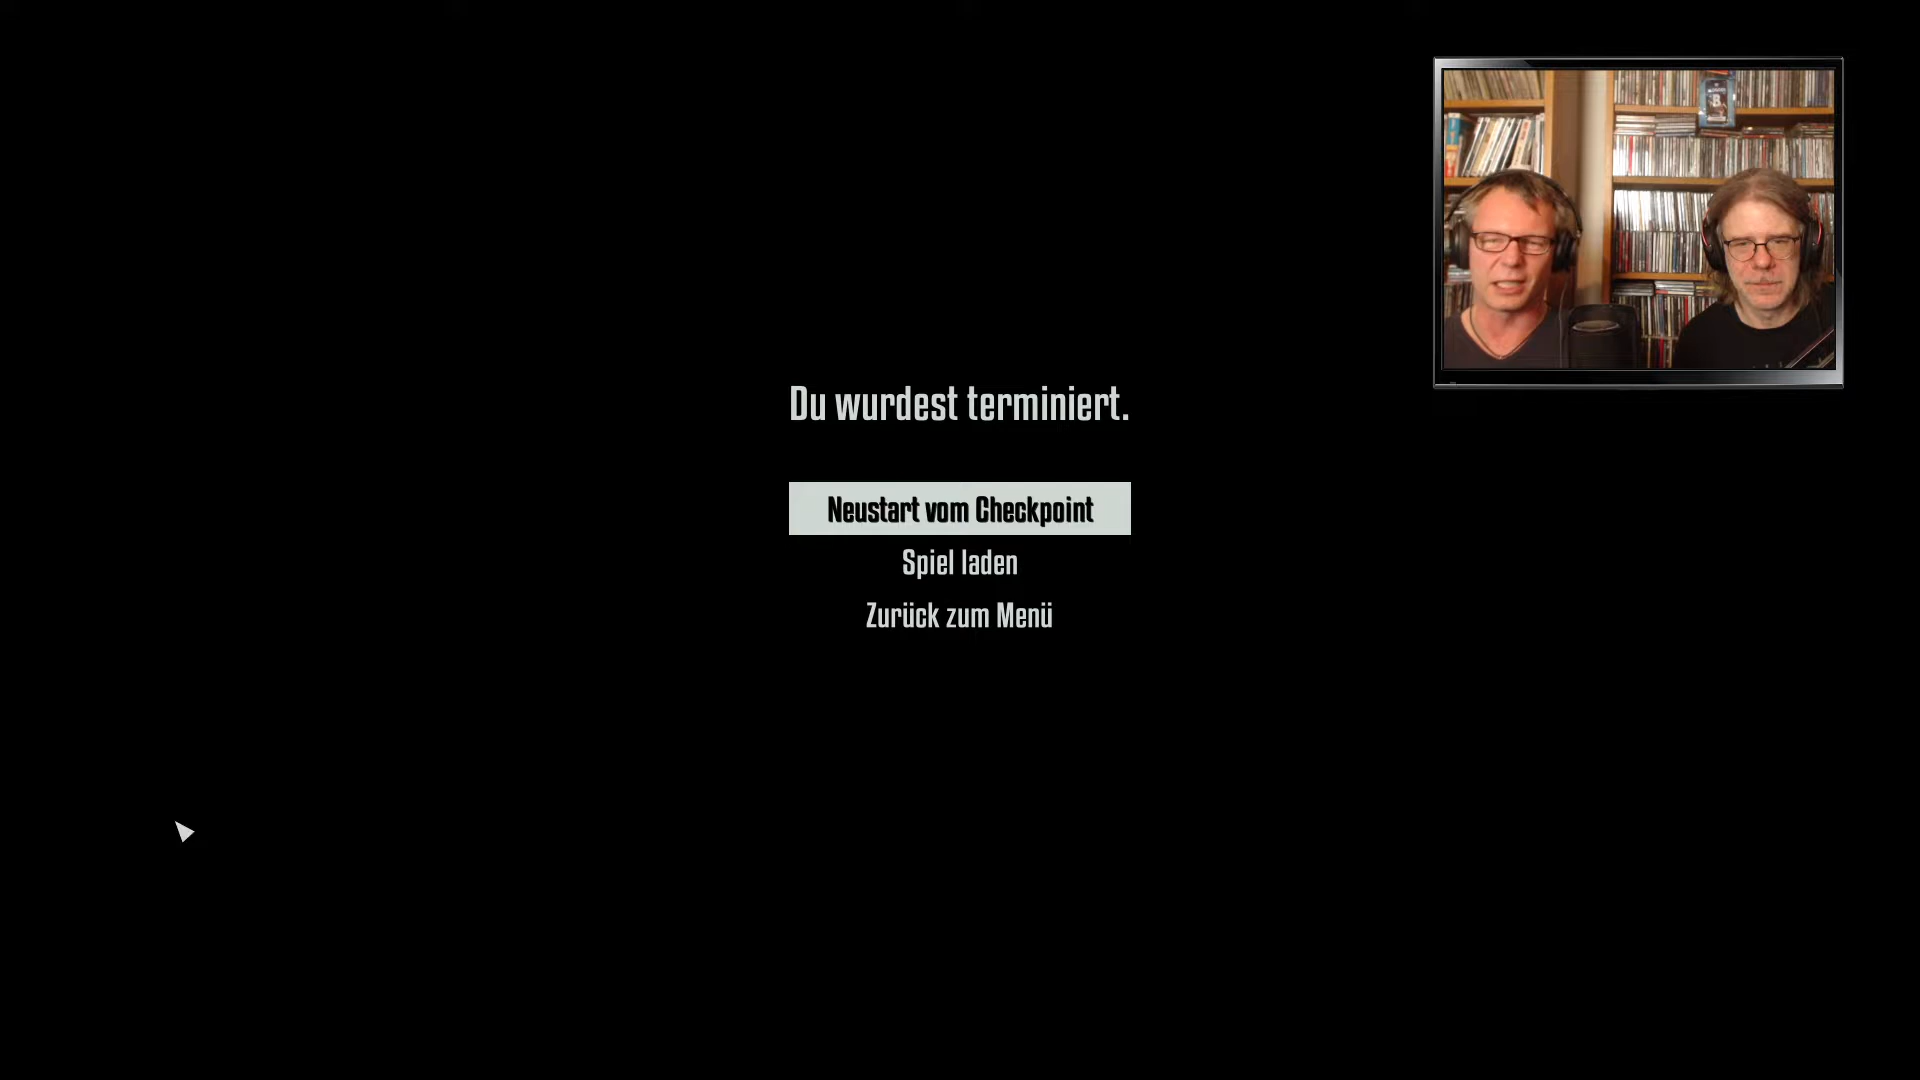 Du wurdest terminiert.
Neustart vom Checkpoint
Spiel laden
Zurück zum Menü